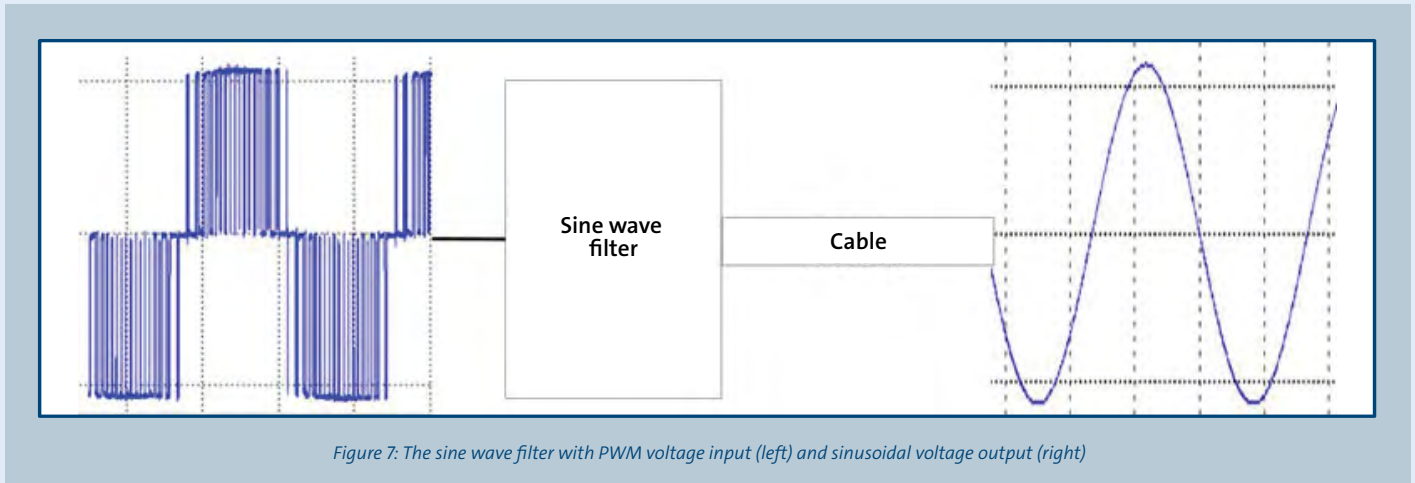 Sine wave
filter
Cable
Figure 7: The sine wave filter with PWM voltage input (left) and sinusoidal voltage output (right)